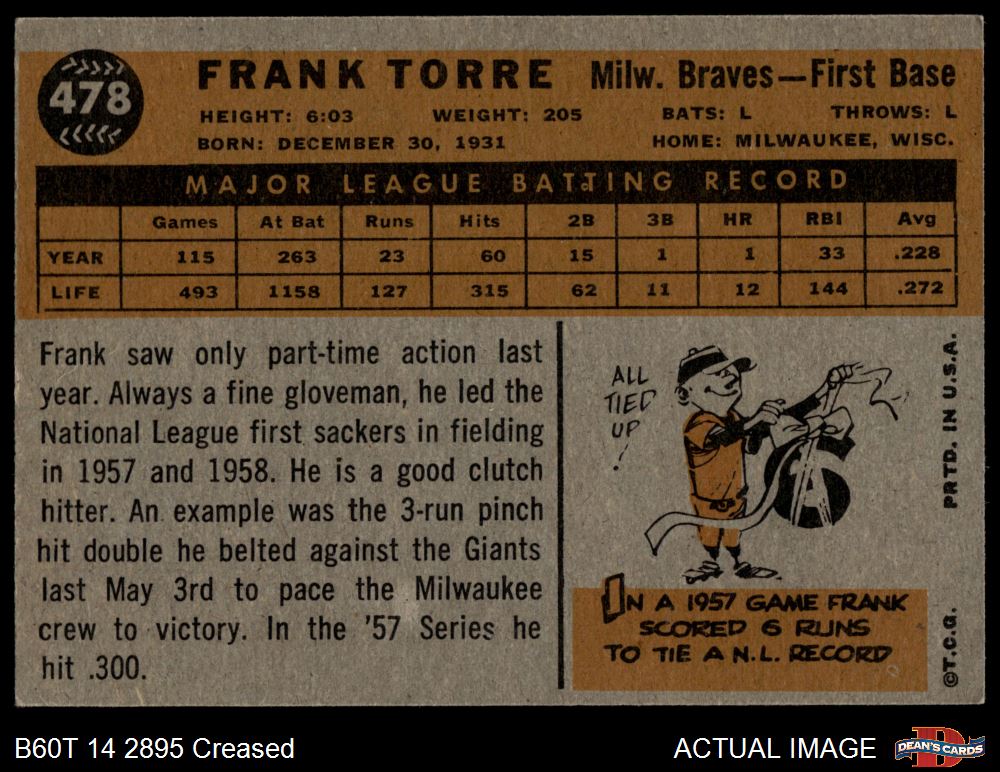 478
FRANK TORRE Milw. Braves—First Base
HEIGHT: 6:03 WEIGHT: 205 BATS: L THROWS: L
BORN: DECEMBER 30, 1931 HOME: MILWAUKEE, WISC.
MAJOR LEAGUE BATTING RECORD
Games At Bat Runs Hits 2B 3B HR RBI Avg
YEAR 115 263 23 60 15 1 1 33 .228
LIFE 493 1158 127 315 62 11 12 144 .272
Frank saw only part-time action last
year. Always a fine gloveman, he led the
National League first sackers in fielding
in 1957 and 1958. He is a good clutch
hitter. An example was the 3-run pinch
hit double he belted against the Giants
last May 3rd to pace the Milwaukee
crew to victory. In the '57 Series he
hit .300.
ALL
TIED
UP!
6
IN A 1957 GAME FRANK
SCORED 6 RUNS
TO TIE A N.L. RECORD
©T.C.G. PRTD. IN U.S.A.
B60T 14 2895 Creased
ACTUAL IMAGE
D
DEAN'S CARDS